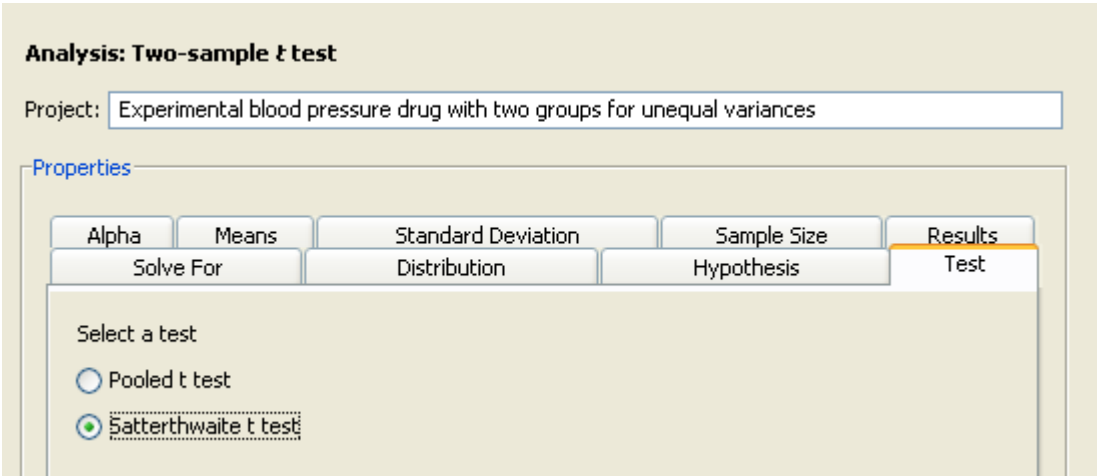 Analysis: Two-sample t test
Project: Experimental blood pressure drug with two groups for unequal variances
Properties
Alpha Means Standard Deviation Sample Size Results
Solve For Distribution Hypothesis Test
Select a test
Pooled t test
Satterthwaite t test